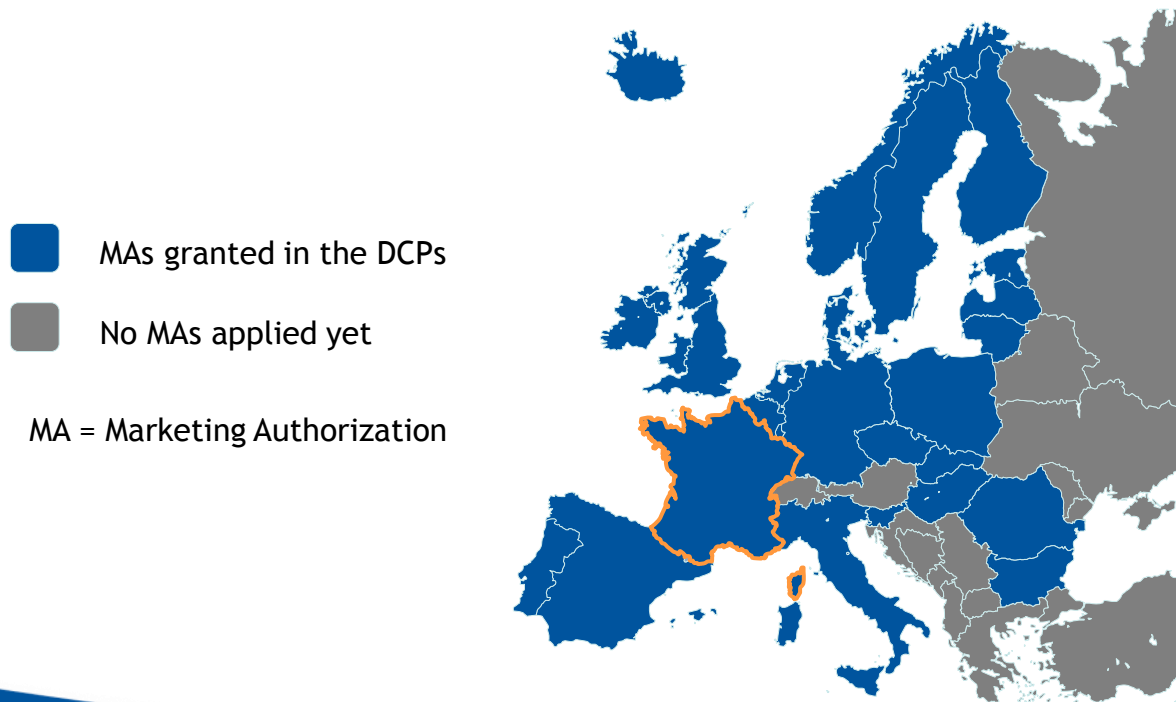 MAs granted in the DCPs
No MAs applied yet
MA = Marketing Authorization